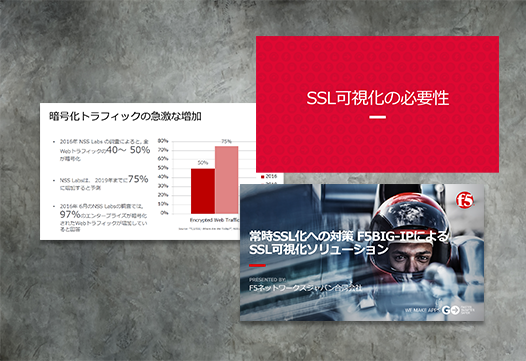 SSL可視化の必要性
暗号化トラフィックの急激な増加
• 2016年 NSS Labs の調査によると、全
Webトラフィックの40～ 50%
が暗号化
• NSS Labsは、 2019年までに75%
に増加すると予測
• 2016年 6月のNSS Labsの調査では、
97%のエンタープライズが暗号化
されたWebトラフィックが増加している
と回答
80%
70%
60%
50%
40%
30%
20%
10%
0%
50%
75%
2016
Encrypted Web Traffic
f5
常時SSL化への対策 F5BIG-IPによる
SSL可視化ソリューション
PRESENTED BY:
F5ネットワークスジャパン合同会社
WE MAKE APPS GO